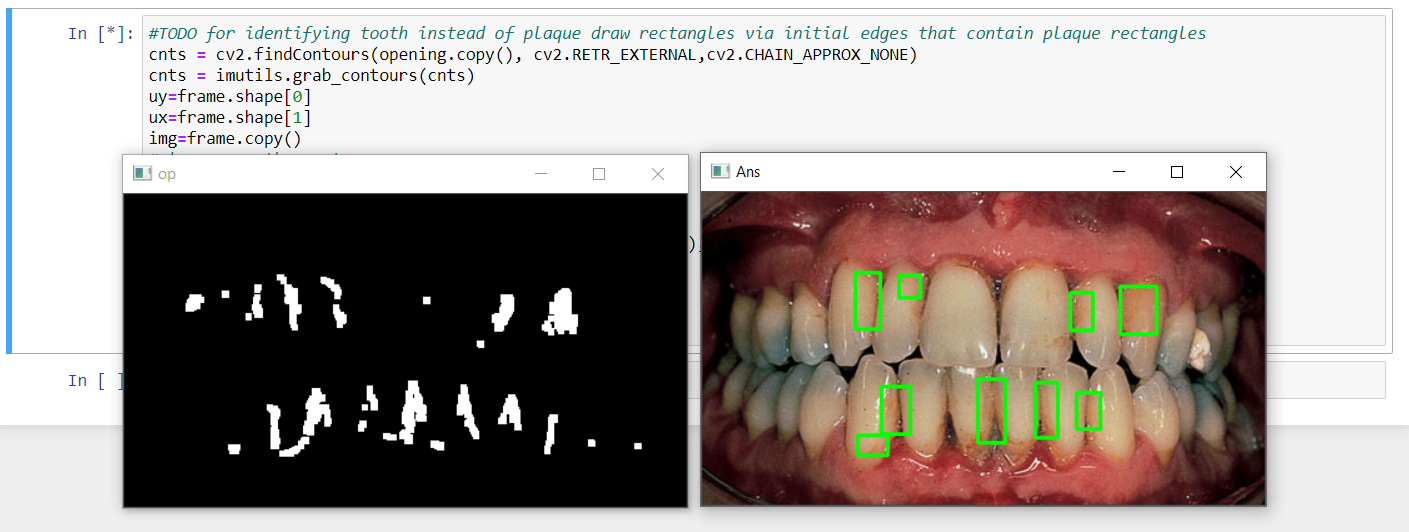 In [*]: #TODO for identifying tooth instead of plaque draw rectangles via initial edges that contain plaque rectangles
cnts = cv2.findContours(opening.copy(), cv2.RETR_EXTERNAL,cv2.CHAIN_APPROX_NONE)
cnts = imutils.grab_contours(cnts)
uy=frame.shape[0]
ux=frame.shape[1]
img=frame.copy()
op
Ans
)
In [ ]